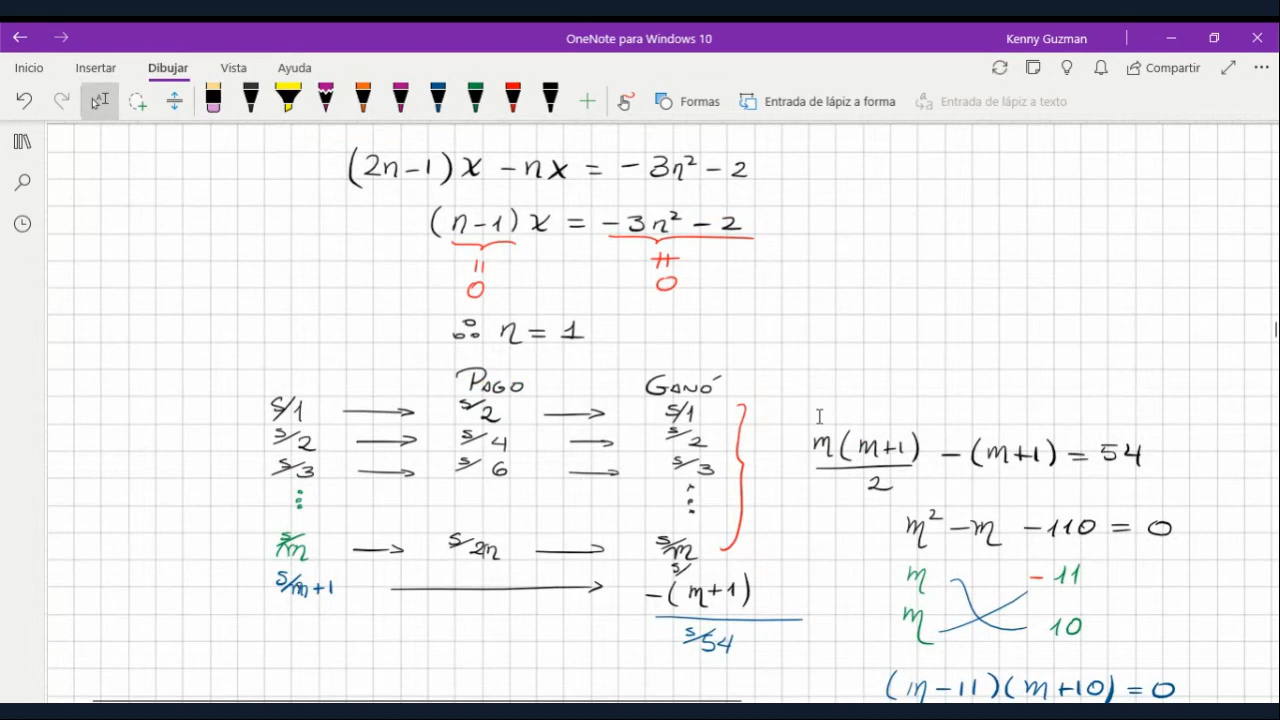 OneNote para Windows 10
Kenny Guzman
Inicio Insertar Dibujar Vista Ayuda
Compartir
Formas Entrada de lápiz a forma Entrada de lápiz a texto
(2n-1)x - nx = -3n² - 2
(n-1)x = -3n² - 2
= ≠
0 0
∴ n = 1
PAGO GANÓ
S/1 → S/2 → S/1
S/2 → S/4 → S/2
S/3 → S/6 → S/3
⋮ ⋮
S/m → S/2n → S/m
S/m+1 → S/ -(m+1)
S/54
m(m+1)/2 - (m+1) = 54
m² - m - 110 = 0
m -11
m 10
(m-11)(m+10) = 0